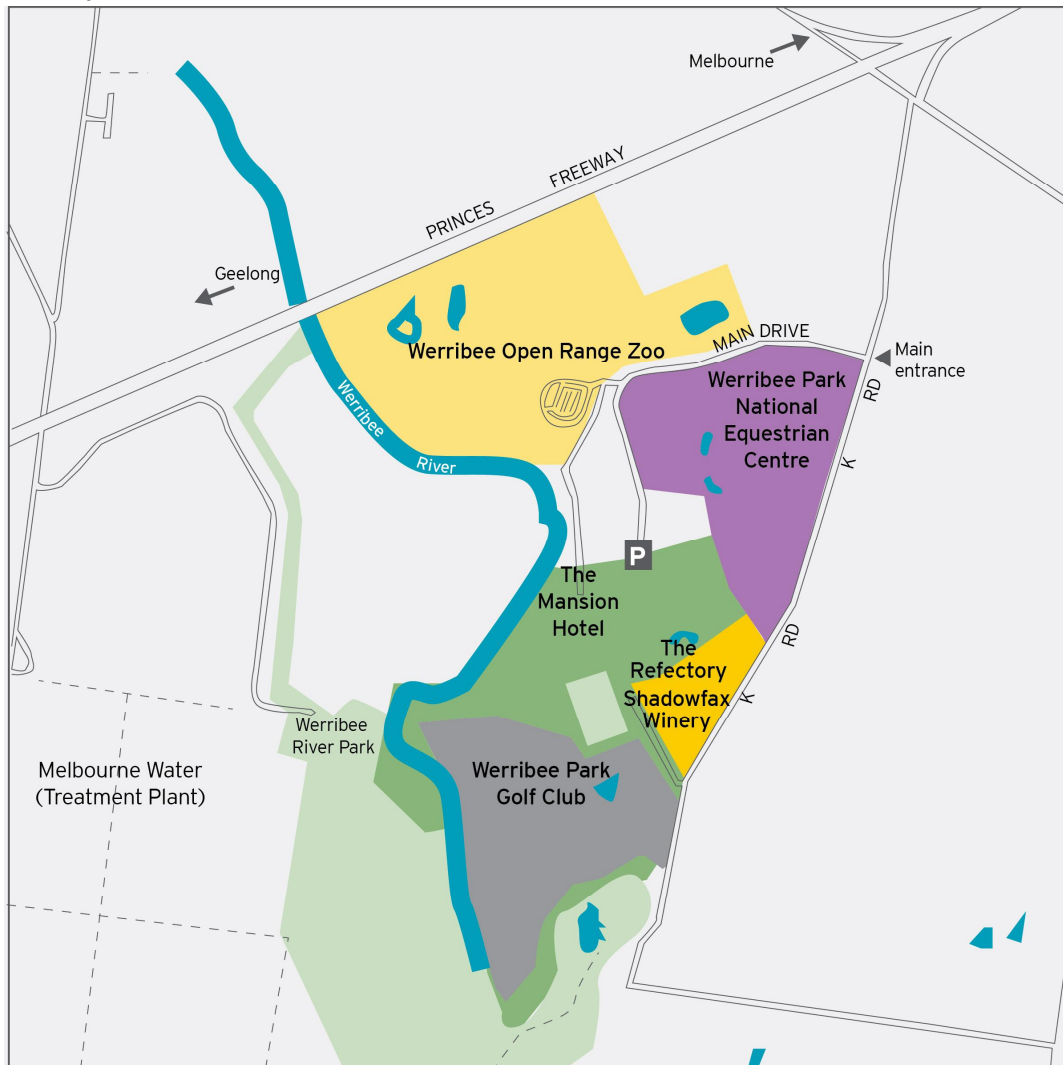 Melbourne
PRINCES FREEWAY
Geelong
MAIN DRIVE
Main
entrance
Werribee Open Range Zoo
Werribee Park
National
Equestrian
Centre
K RD
Werribee River
P
The
Mansion
Hotel
The
Refectory
Shadowfax
Winery
K RD
Werribee
River Park
Werribee Park
Golf Club
Melbourne Water
(Treatment Plant)